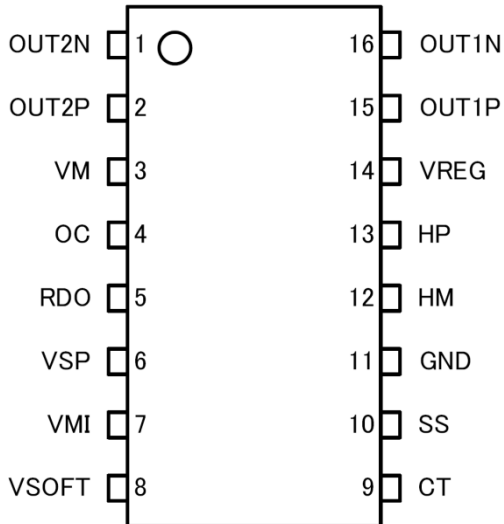 OUT2N 1 16 OUT1N
OUT2P 2 15 OUT1P
VM 3 14 VREG
OC 4 13 HP
RDO 5 12 HM
VSP 6 11 GND
VMI 7 10 SS
VSOFT 8 9 CT